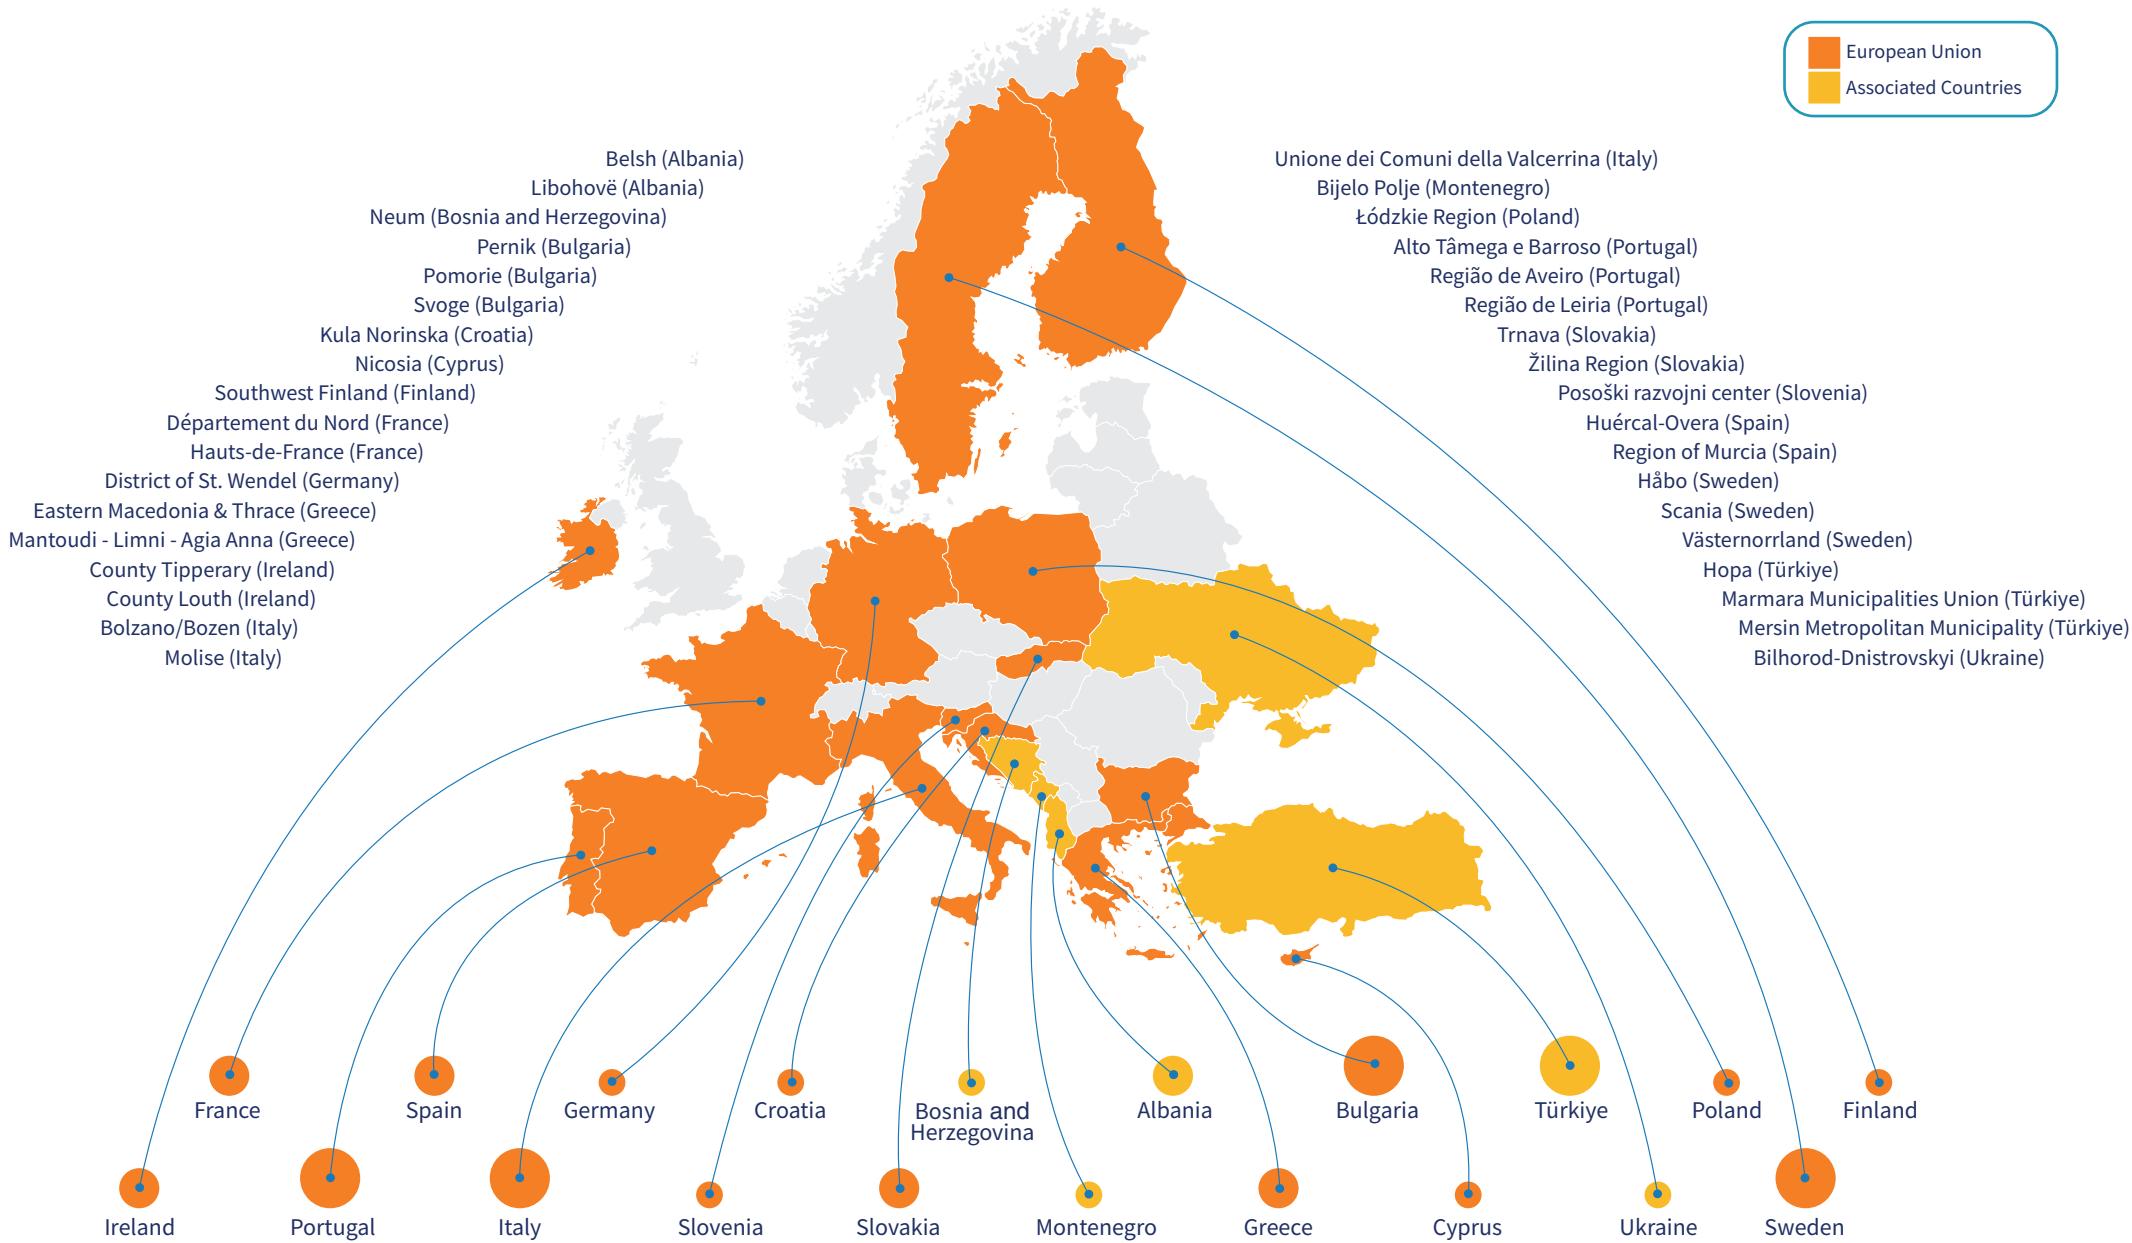 European Union
Associated Countries
Belsh (Albania)
Libohovë (Albania)
Neum (Bosnia and Herzegovina)
Pernik (Bulgaria)
Pomorie (Bulgaria)
Svoge (Bulgaria)
Kula Norinska (Croatia)
Nicosia (Cyprus)
Southwest Finland (Finland)
Département du Nord (France)
Hauts-de-France (France)
District of St. Wendel (Germany)
Eastern Macedonia & Thrace (Greece)
Mantoudi - Limni - Agia Anna (Greece)
County Tipperary (Ireland)
County Louth (Ireland)
Bolzano/Bozen (Italy)
Molise (Italy)
Unione dei Comuni della Valcerrina (Italy)
Bijelo Polje (Montenegro)
Łódzkie Region (Poland)
Alto Tâmega e Barroso (Portugal)
Região de Aveiro (Portugal)
Região de Leiria (Portugal)
Trnava (Slovakia)
Žilina Region (Slovakia)
Posoški razvojni center (Slovenia)
Huércal-Overa (Spain)
Region of Murcia (Spain)
Håbo (Sweden)
Scania (Sweden)
Västernorrland (Sweden)
Hopa (Türkiye)
Marmara Municipalities Union (Türkiye)
Mersin Metropolitan Municipality (Türkiye)
Bilhorod-Dnistrovskyi (Ukraine)
France
Spain
Germany
Croatia
Bosnia and
Herzegovina
Albania
Bulgaria
Türkiye
Poland
Finland
Ireland
Portugal
Italy
Slovenia
Slovakia
Montenegro
Greece
Cyprus
Ukraine
Sweden